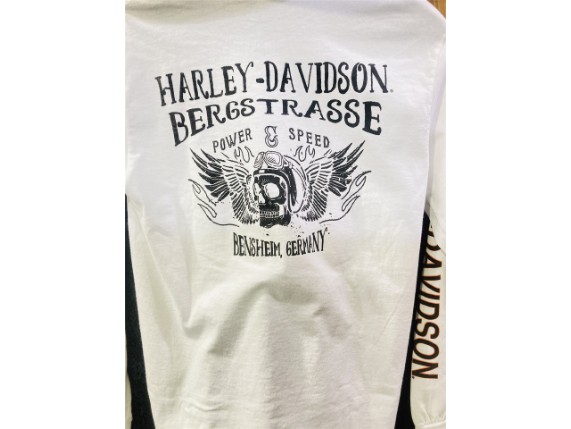 HARLEY-DAVIDSON®
BERGSTRASSE
POWER & SPEED
BENSHEIM, GERMANY
DAVIDSON